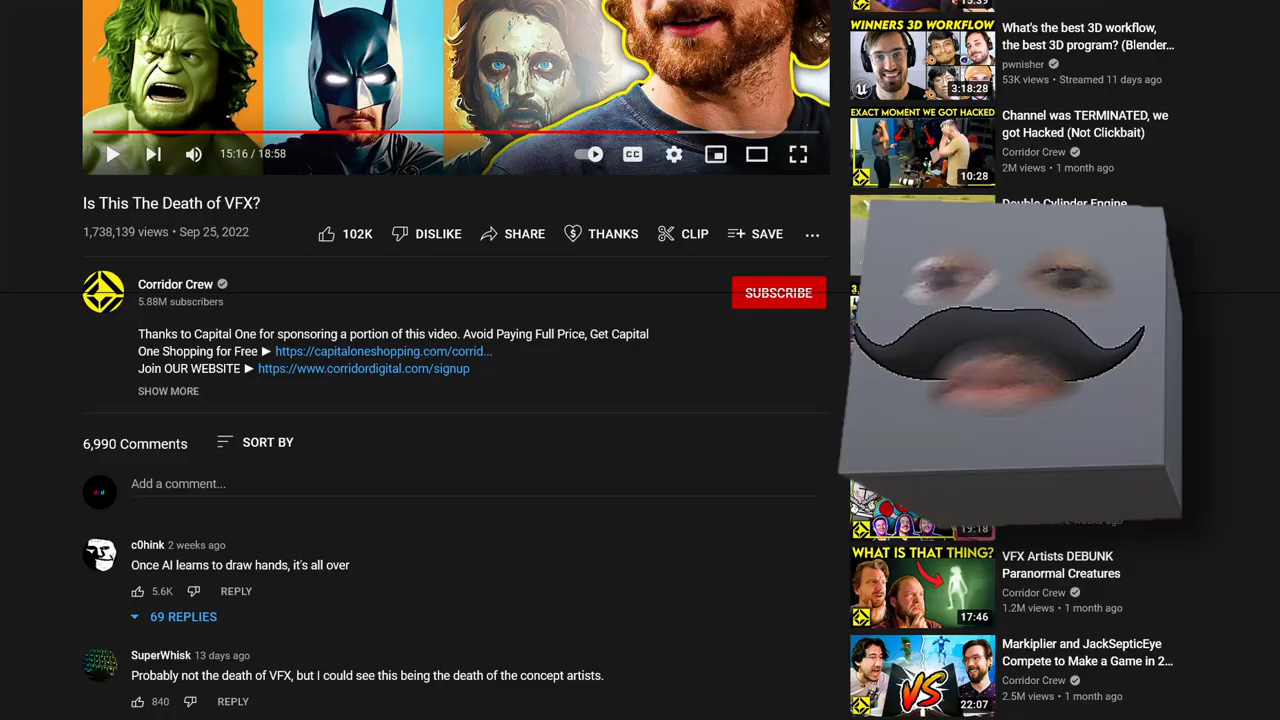 15:16 / 18:58
CC
Is This The Death of VFX?
1,738,139 views • Sep 25, 2022
102K
DISLIKE
SHARE
THANKS
CLIP
SAVE
Corridor Crew
5.88M subscribers
SUBSCRIBE
Thanks to Capital One for sponsoring a portion of this video. Avoid Paying Full Price, Get Capital
One Shopping for Free ► https://capitaloneshopping.com/corrid...
Join OUR WEBSITE ► https://www.corridordigital.com/signup
SHOW MORE
6,990 Comments
SORT BY
Add a comment...
c0hink 2 weeks ago
Once AI learns to draw hands, it's all over
5.6K
REPLY
69 REPLIES
SuperWhisk 13 days ago
Probably not the death of VFX, but I could see this being the death of the concept artists.
840
REPLY
15:39
WINNERS 3D WORKFLOW
3:18:28
What's the best 3D workflow,
the best 3D program? (Blender...
pwnisher
53K views • Streamed 11 days ago
EXACT MOMENT WE GOT HACKED
10:28
Channel was TERMINATED, we
got Hacked (Not Clickbait)
Corridor Crew
2M views • 1 month ago
Double Cylinder Engine
19:18
2 weeks ago
WHAT IS THAT THING?
17:46
VFX Artists DEBUNK
Paranormal Creatures
Corridor Crew
1.2M views • 1 month ago
VS
22:07
Markiplier and JackSepticEye
Compete to Make a Game in 2...
Corridor Crew
2.5M views • 1 month ago